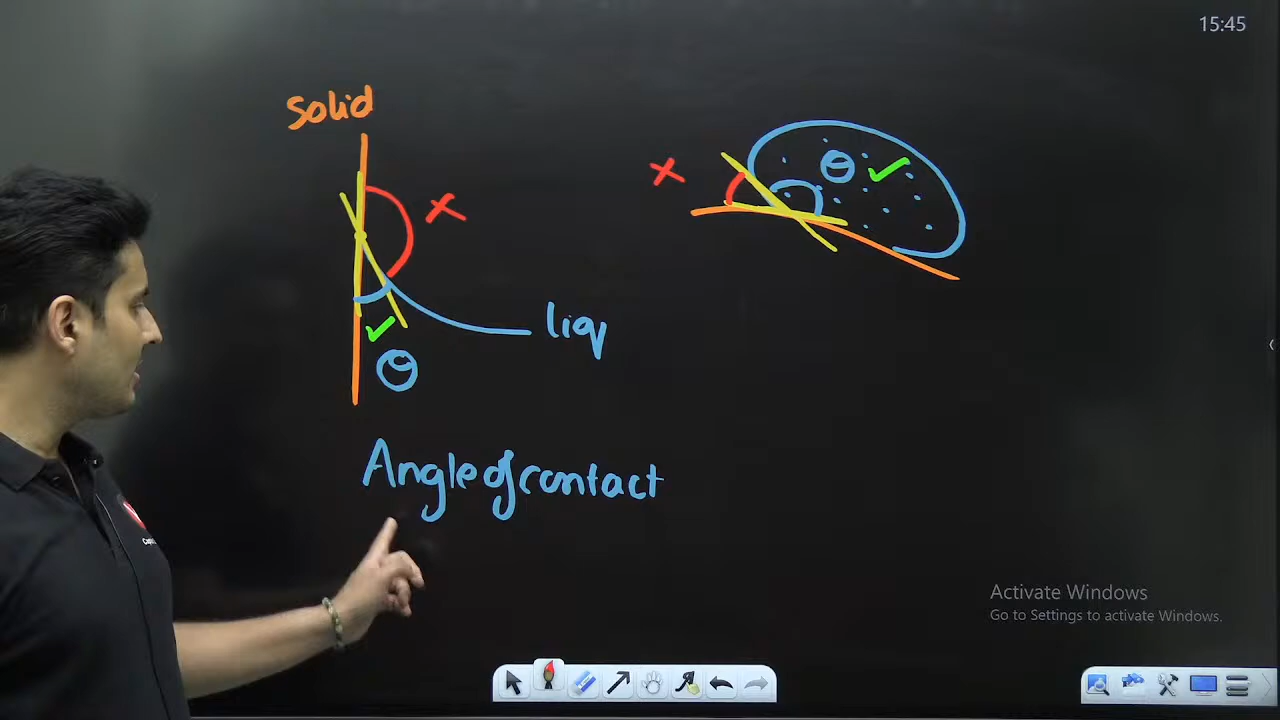 15:45
Solid
×
× θ ✓
liq
✓
θ
Angle of contact
Activate Windows
Go to Settings to activate Windows.